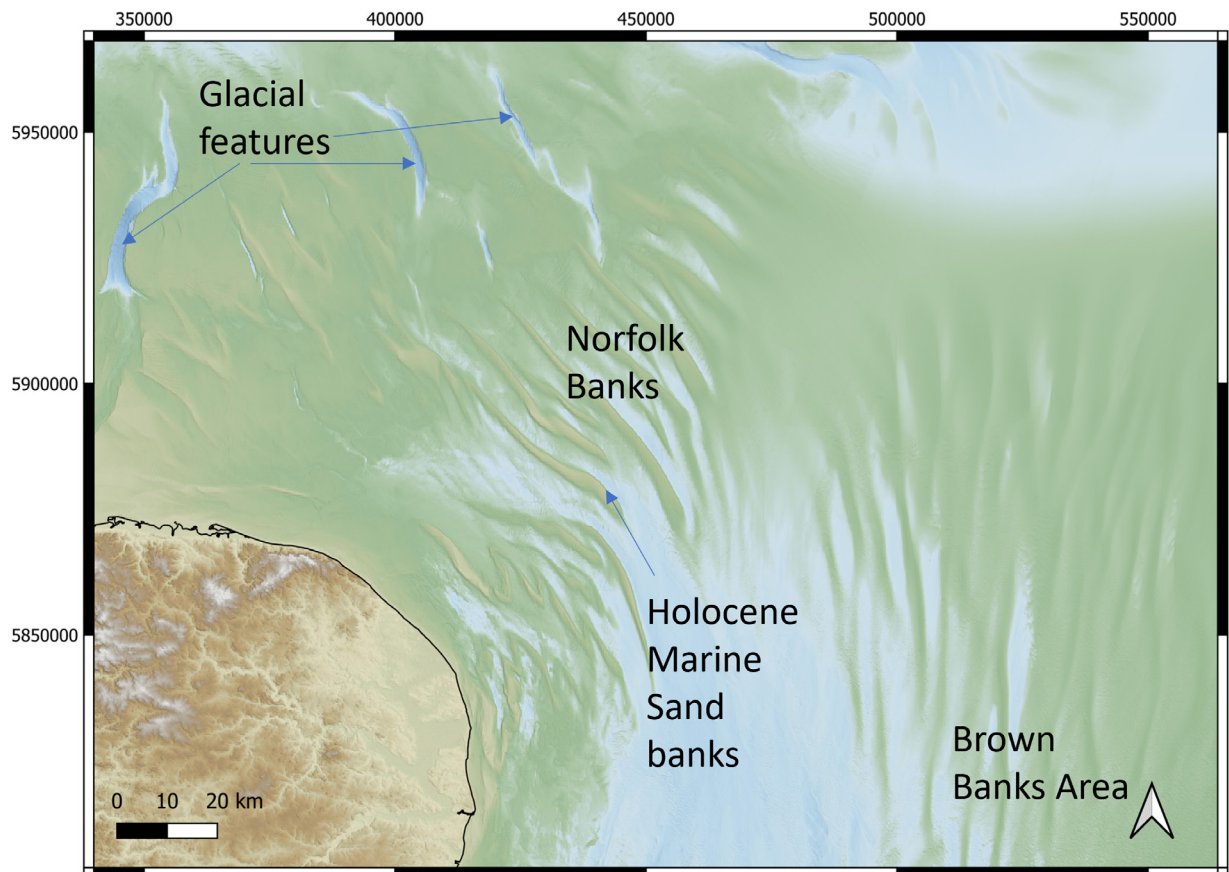 350000
400000
450000
500000
550000
5950000
5900000
5850000
Glacial
features
Norfolk
Banks
Holocene
Marine
Sand
banks
Brown
Banks Area
0 10 20 km